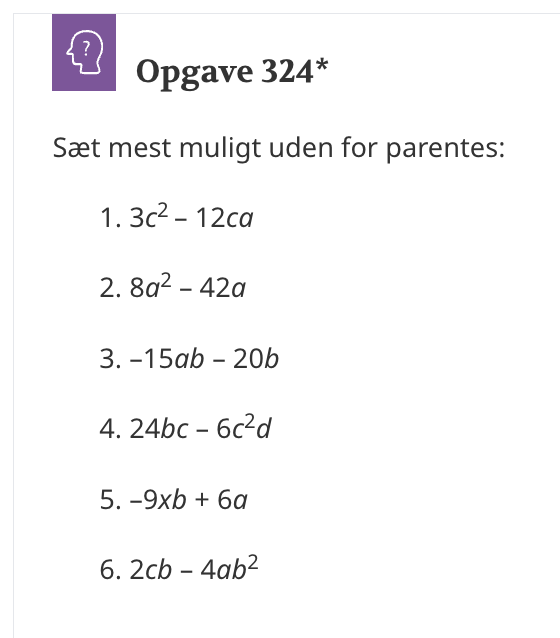 ?
Opgave 324*
Sæt mest muligt uden for parentes:
1. 3c² – 12ca
2. 8a² – 42a
3. –15ab – 20b
4. 24bc – 6c²d
5. –9xb + 6a
6. 2cb – 4ab²